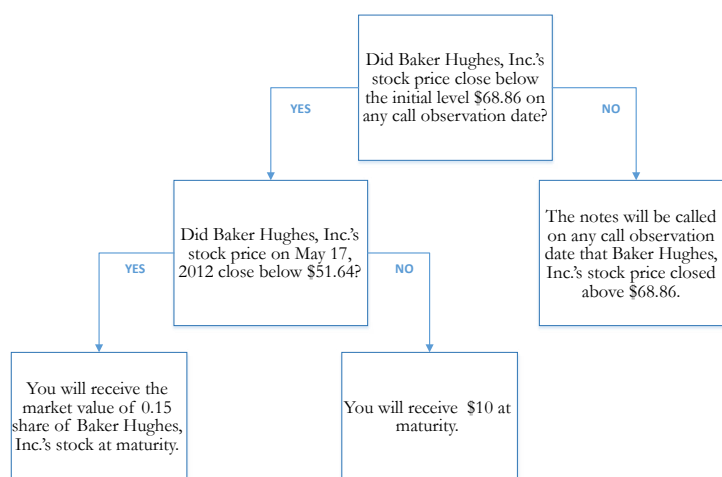 Did Baker Hughes, Inc.'s
stock price close below
the initial level $68.86 on
any call observation date?
YES
NO
Did Baker Hughes, Inc.'s
stock price on May 17,
2012 close below $51.64?
The notes will be called
on any call observation
date that Baker Hughes,
Inc.'s stock price closed
above $68.86.
YES
NO
You will receive the
market value of 0.15
share of Baker Hughes,
Inc.'s stock at maturity.
You will receive $10 at
maturity.